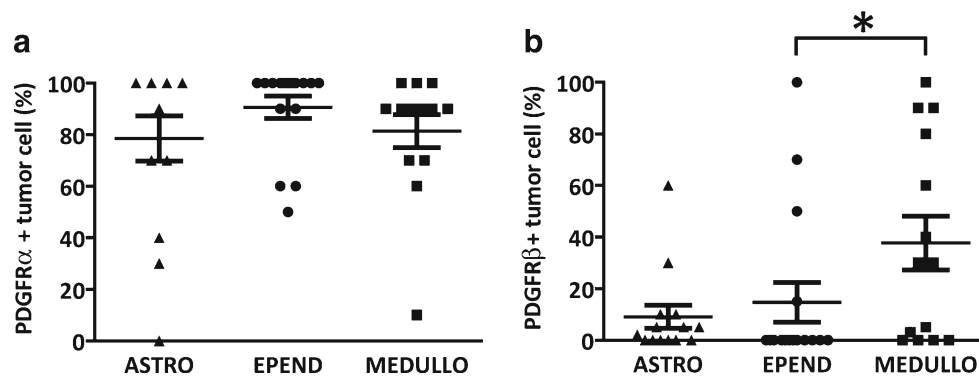 a
PDGFRα + tumor cell (%)
100
80
60
40
20
0
ASTRO EPEND MEDULLO
b
*
PDGFRβ+ tumor cell (%)
100
80
60
40
20
0
ASTRO EPEND MEDULLO